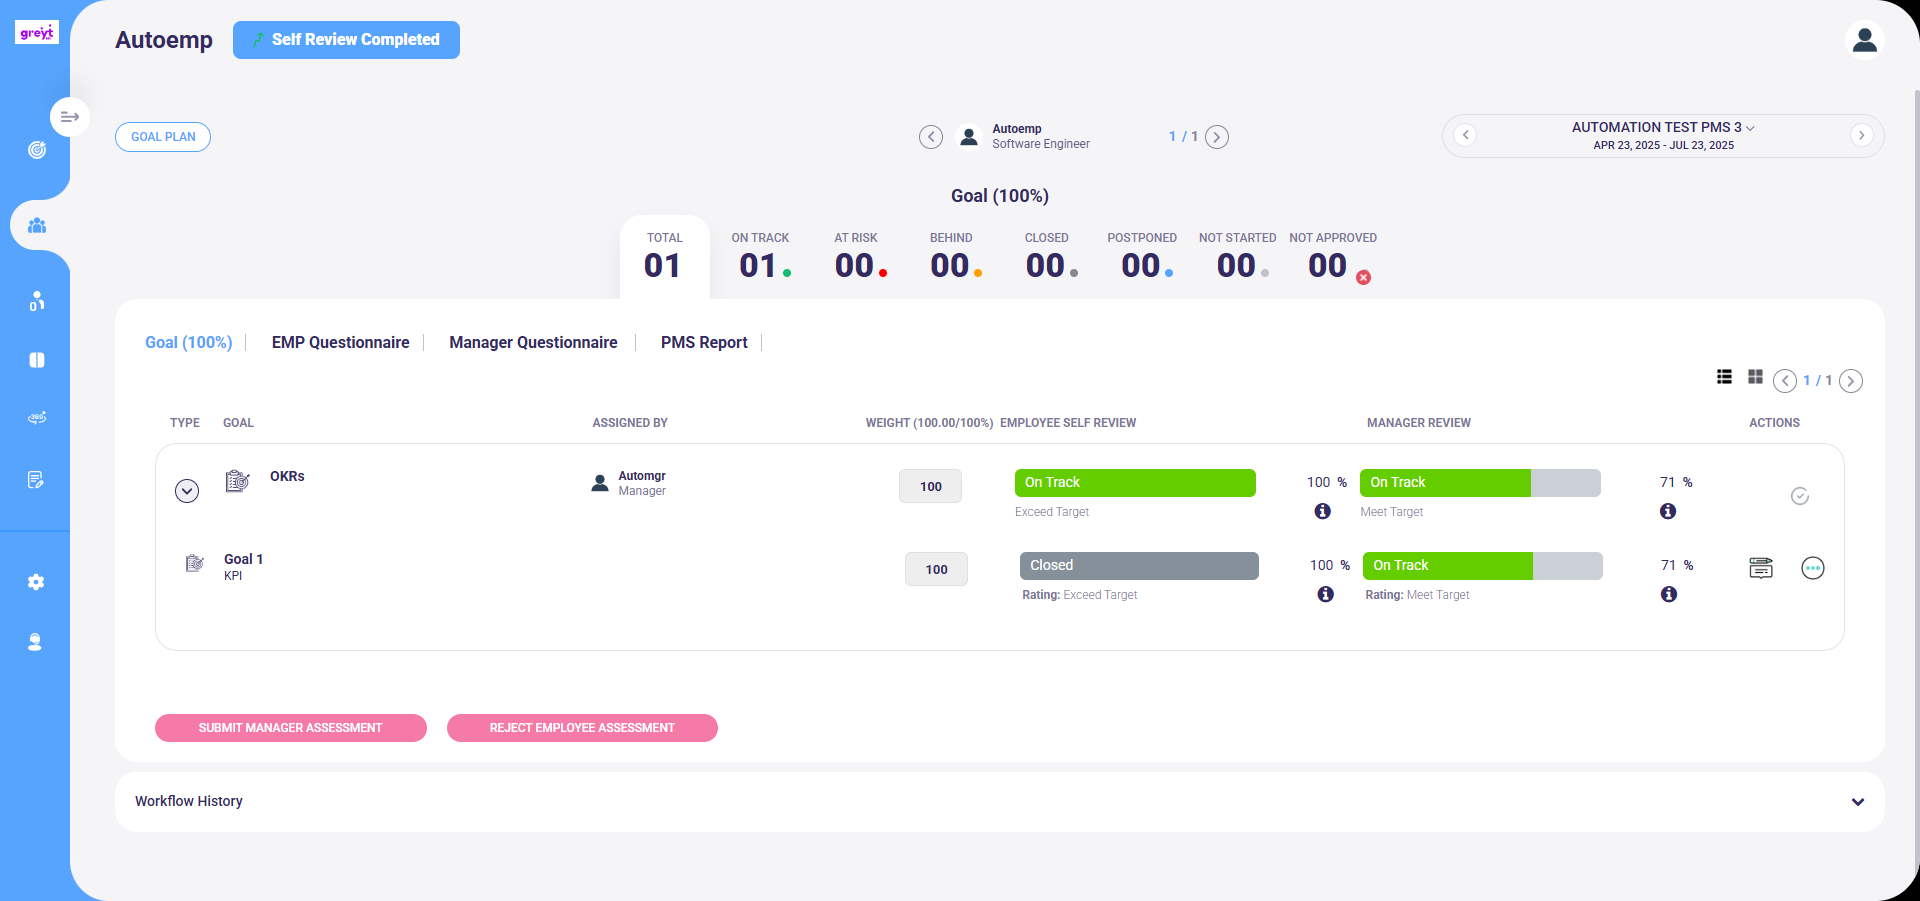 greyt
Autoemp
Self Review Completed
GOAL PLAN
Autoemp
Software Engineer
1 / 1
AUTOMATION TEST PMS 3
APR 23, 2025 - JUL 23, 2025
Goal (100%)
TOTAL
01
ON TRACK
01
AT RISK
00
BEHIND
00
CLOSED
00
POSTPONED
00
NOT STARTED
00
NOT APPROVED
00
Goal (100%)
EMP Questionnaire
Manager Questionnaire
PMS Report
1 / 1
TYPE GOAL ASSIGNED BY WEIGHT (100.00/100%) EMPLOYEE SELF REVIEW MANAGER REVIEW ACTIONS
OKRs
Automgr
Manager
100
On Track
100 %
Exceed Target
On Track
71 %
Meet Target
Goal 1
KPI
100
Closed
100 %
Rating: Exceed Target
On Track
71 %
Rating: Meet Target
SUBMIT MANAGER ASSESSMENT
REJECT EMPLOYEE ASSESSMENT
Workflow History
360